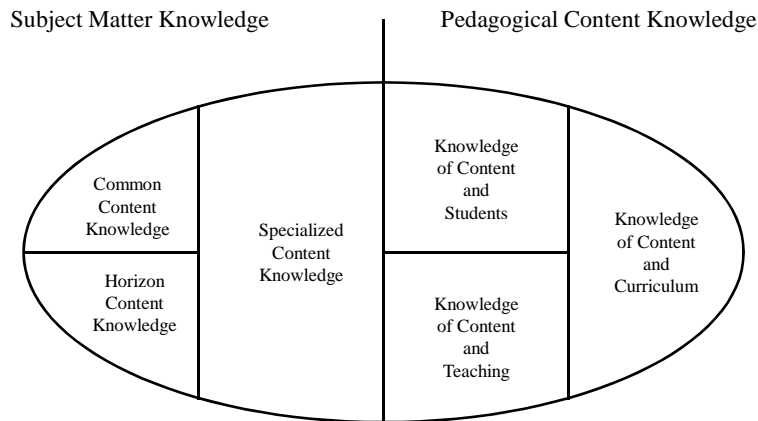 Subject Matter Knowledge
Pedagogical Content Knowledge
Common
Content
Knowledge
Horizon
Content
Knowledge
Specialized
Content
Knowledge
Knowledge
of Content
and
Students
Knowledge
of Content
and
Teaching
Knowledge
of Content
and
Curriculum